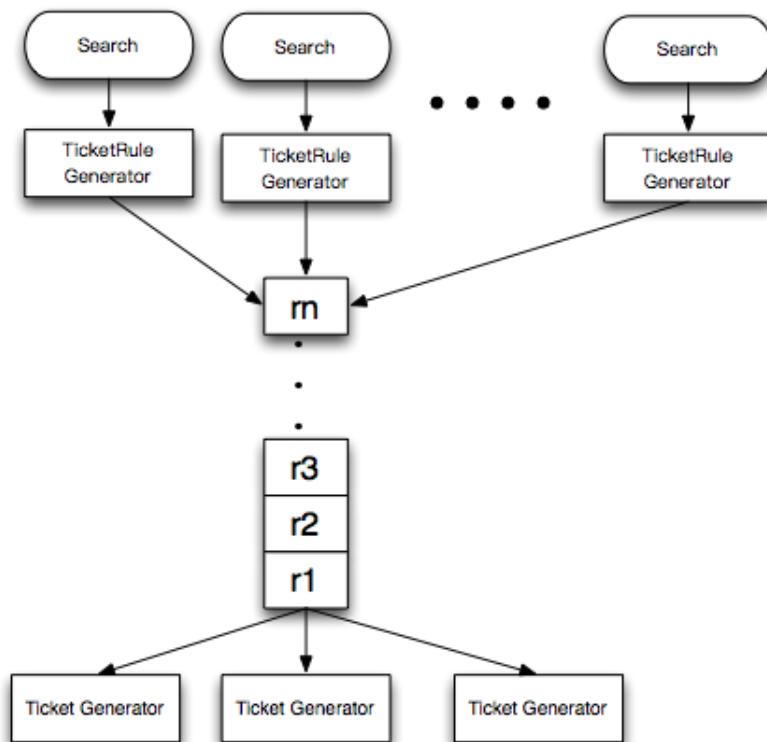 Search
Search
Search
TicketRule
Generator
TicketRule
Generator
TicketRule
Generator
rn
r3
r2
r1
Ticket Generator
Ticket Generator
Ticket Generator